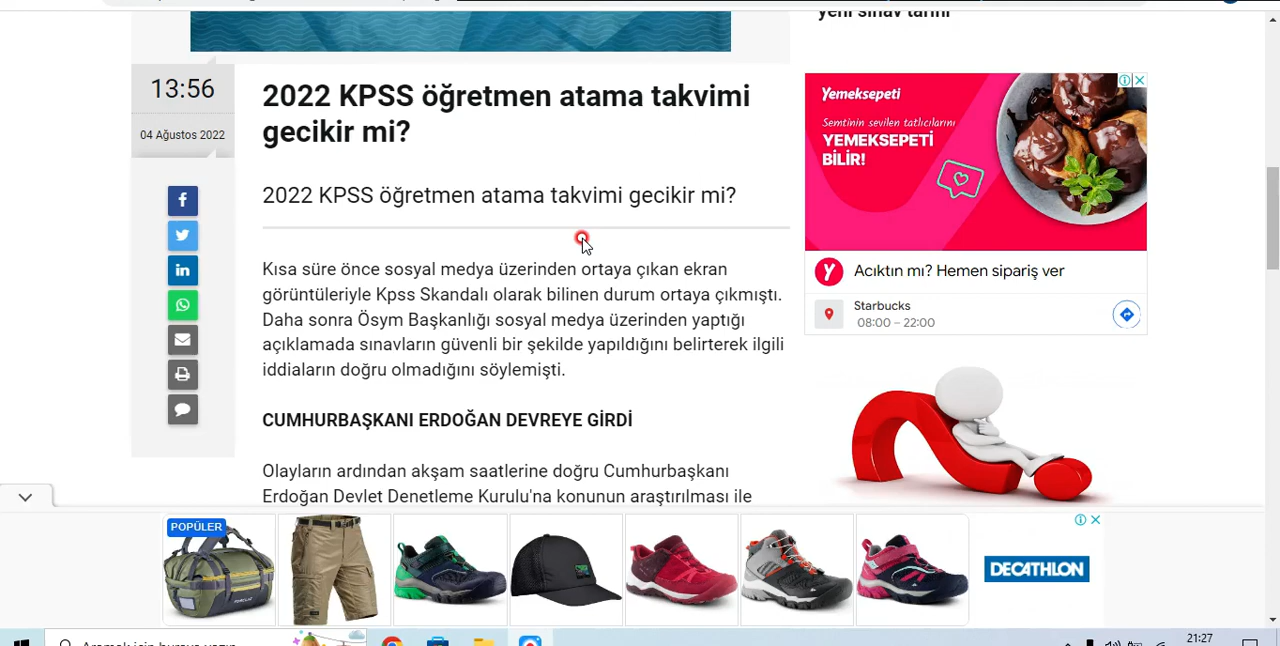 yeni sınav tarihi
13:56
04 Ağustos 2022
2022 KPSS öğretmen atama takvimi
gecikir mi?
2022 KPSS öğretmen atama takvimi gecikir mi?
Kısa süre önce sosyal medya üzerinden ortaya çıkan ekran
görüntüleriyle Kpss Skandalı olarak bilinen durum ortaya çıkmıştı.
Daha sonra Ösym Başkanlığı sosyal medya üzerinden yaptığı
açıklamada sınavların güvenli bir şekilde yapıldığını belirterek ilgili
iddiaların doğru olmadığını söylemişti.
CUMHURBAŞKANI ERDOĞAN DEVREYE GİRDİ
Olayların ardından akşam saatlerine doğru Cumhurbaşkanı
Erdoğan Devlet Denetleme Kurulu'na konunun araştırılması ile
Yemeksepeti
Semtinin sevilen tatlıcılarını
YEMEKSEPETİ
BİLİR!
Acıktın mı? Hemen sipariş ver
Starbucks
08:00 – 22:00
POPÜLER
DECATHLON
Aramak için buraya yazın
21:27